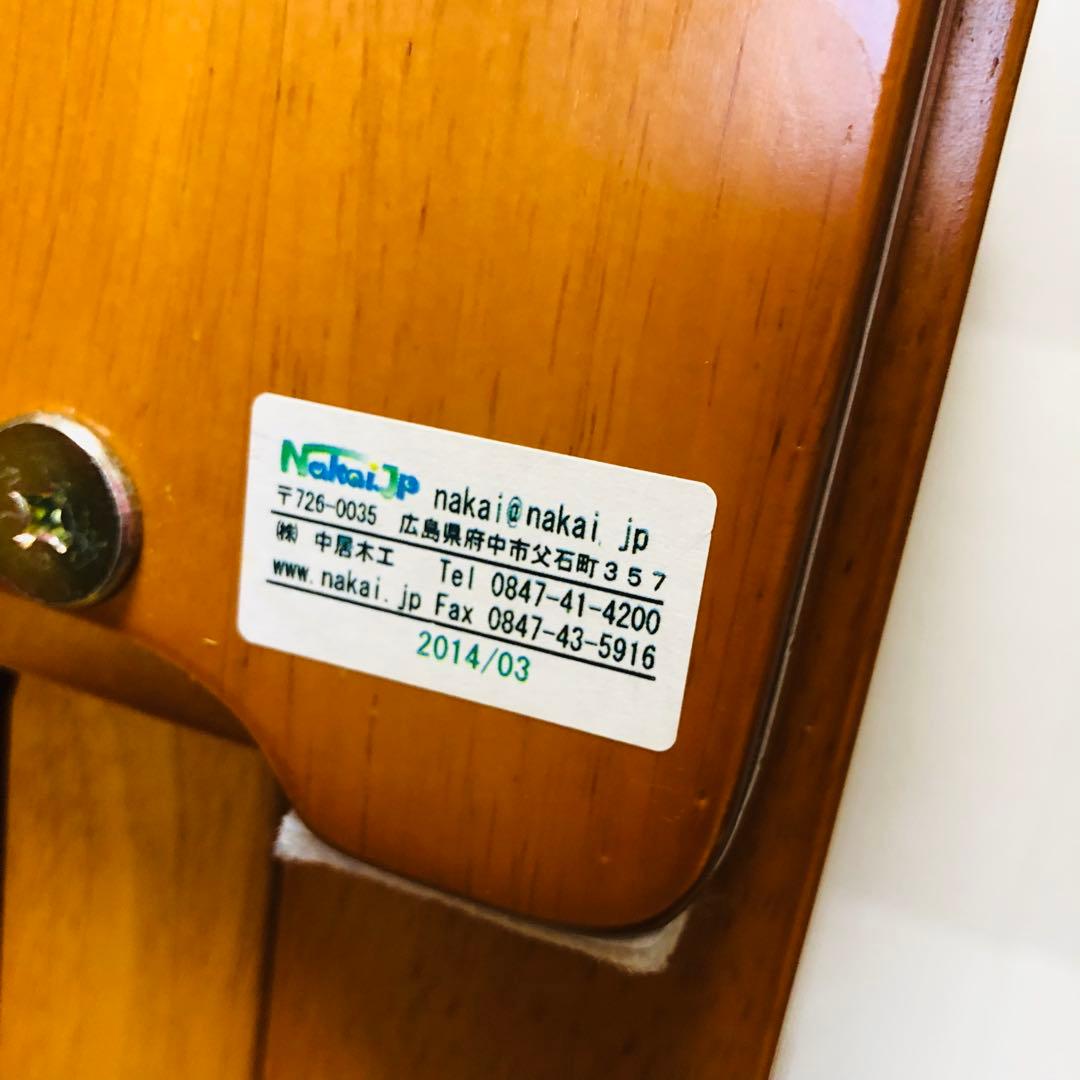 Nakai.Jp nakai@nakai.jp
〒726-0035 広島県府中市父石町３５７
㈱ 中居木工 Tel 0847-41-4200
www.nakai.jp Fax 0847-43-5916
2014/03